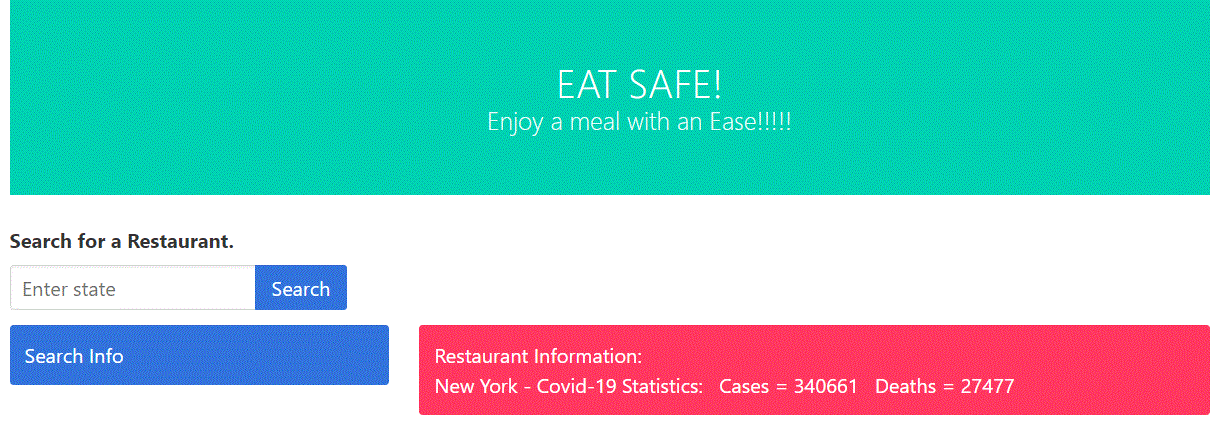 EAT SAFE!
Enjoy a meal with an Ease!!!!!
Search for a Restaurant.
Enter state Search
Search Info
Restaurant Information:
New York - Covid-19 Statistics: Cases = 340661 Deaths = 27477